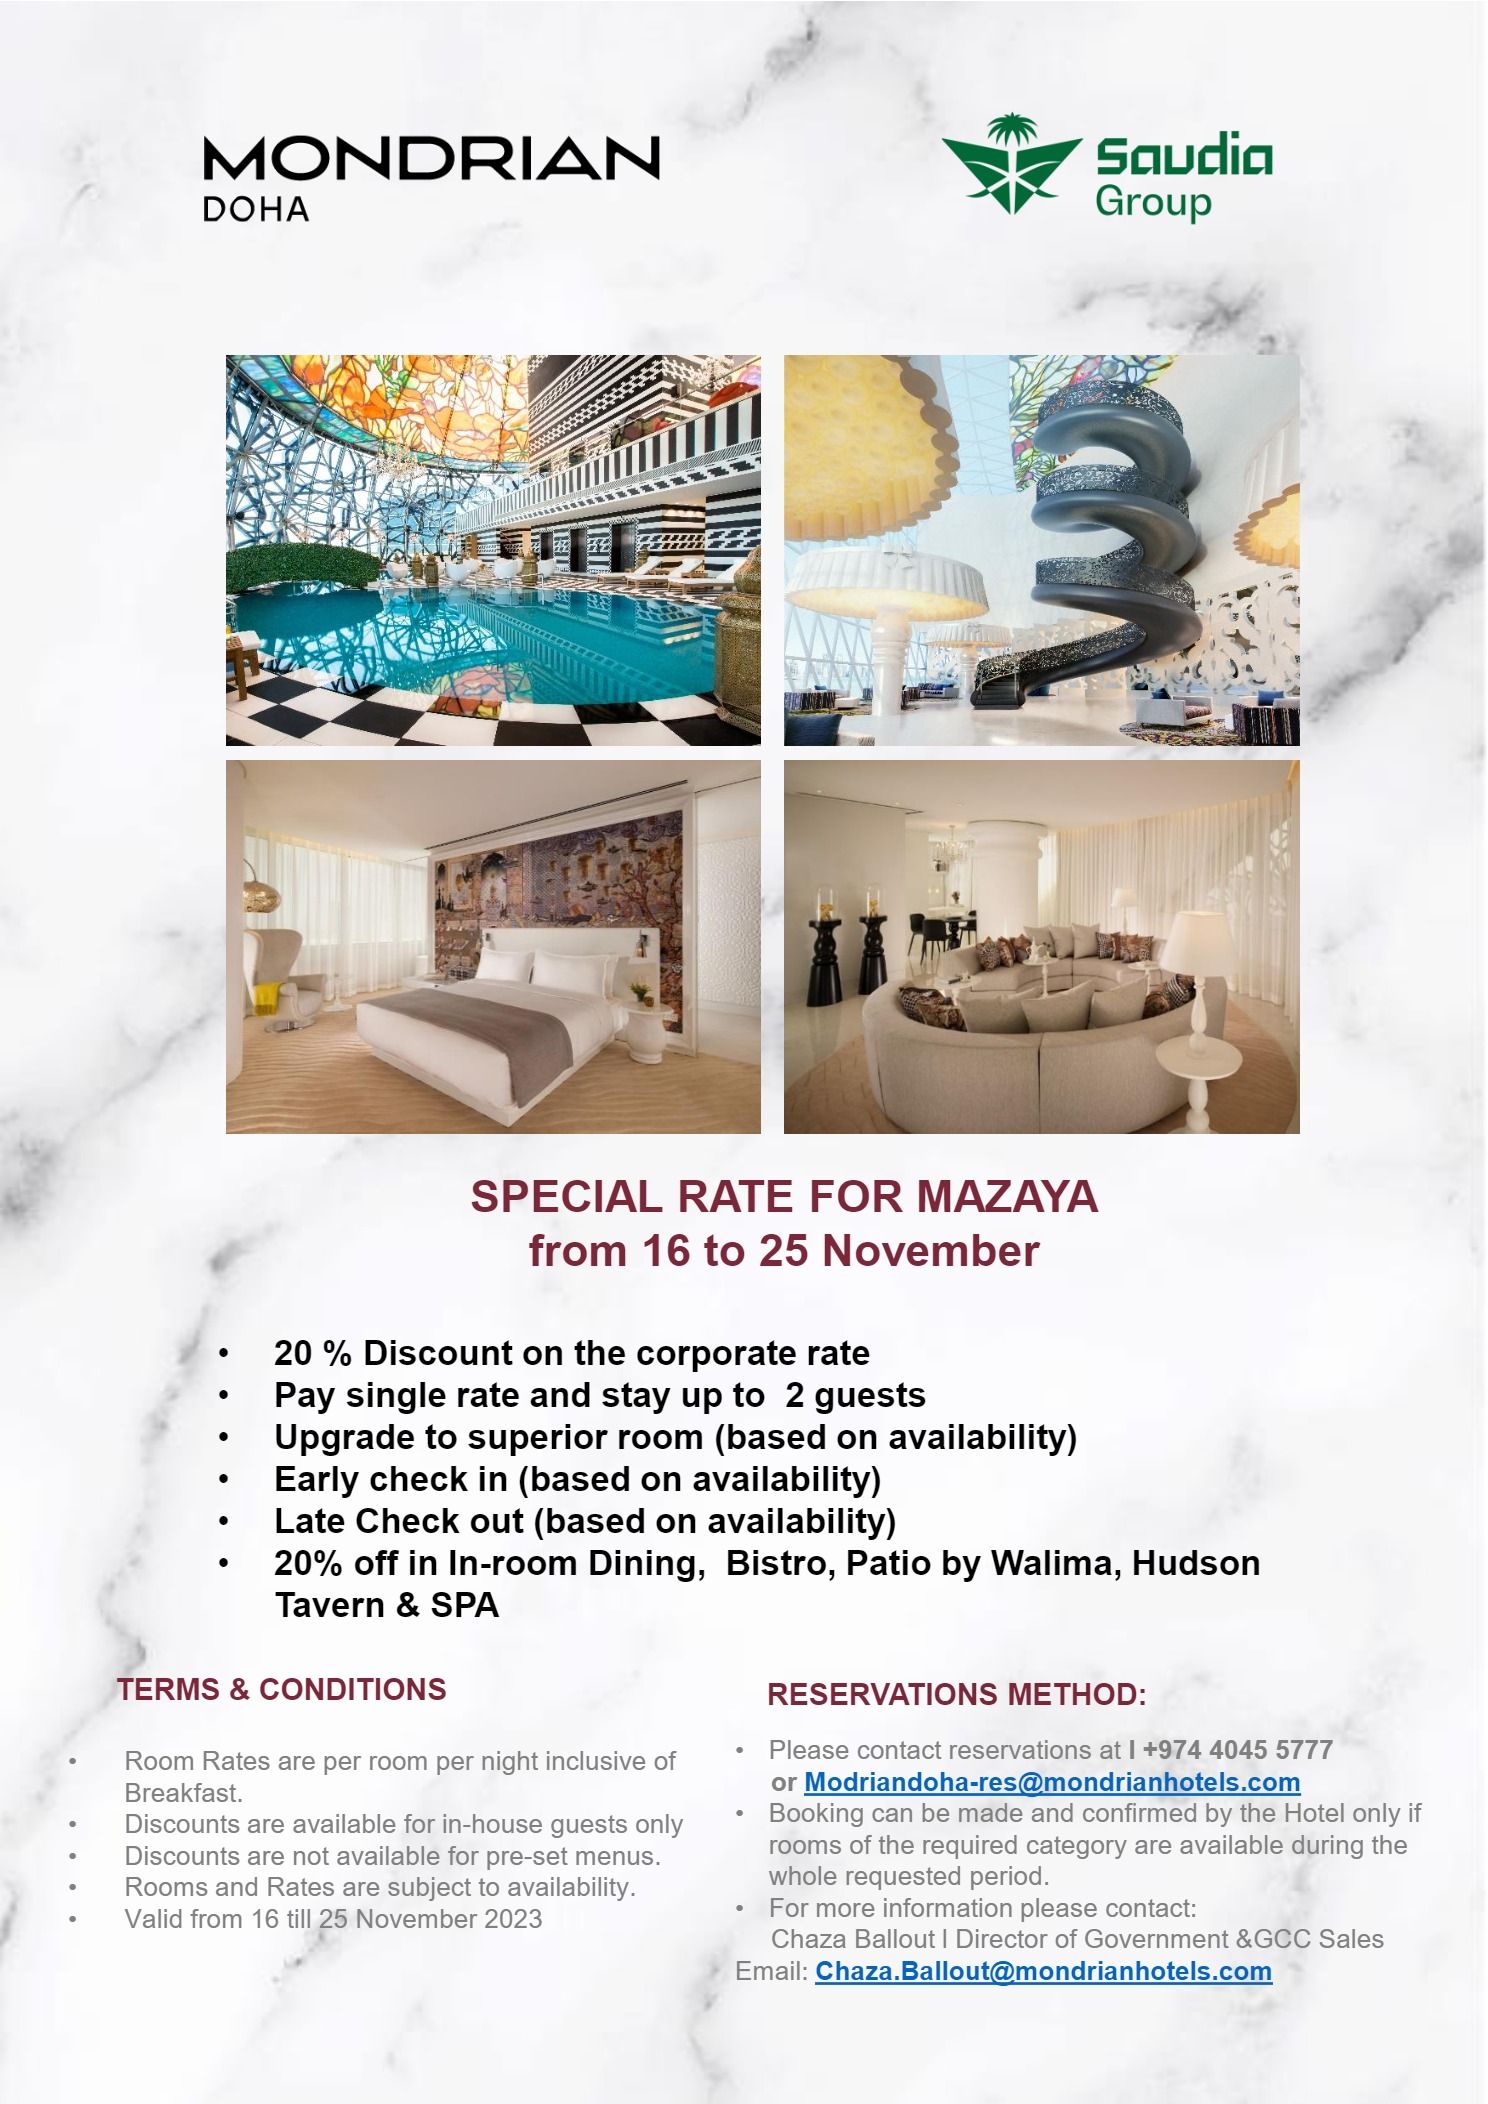 MONDRIAN
DOHA
Saudia
Group
SPECIAL RATE FOR MAZAYA
from 16 to 25 November
• 20 % Discount on the corporate rate
• Pay single rate and stay up to 2 guests
• Upgrade to superior room (based on availability)
• Early check in (based on availability)
• Late Check out (based on availability)
• 20% off in In-room Dining, Bistro, Patio by Walima, Hudson
Tavern & SPA
TERMS & CONDITIONS
• Room Rates are per room per night inclusive of
Breakfast.
• Discounts are available for in-house guests only
• Discounts are not available for pre-set menus.
• Rooms and Rates are subject to availability.
• Valid from 16 till 25 November 2023
RESERVATIONS METHOD:
• Please contact reservations at I +974 4045 5777
or Modriandoha-res@mondrianhotels.com
• Booking can be made and confirmed by the Hotel only if
rooms of the required category are available during the
whole requested period.
• For more information please contact:
Chaza Ballout I Director of Government &GCC Sales
Email: Chaza.Ballout@mondrianhotels.com